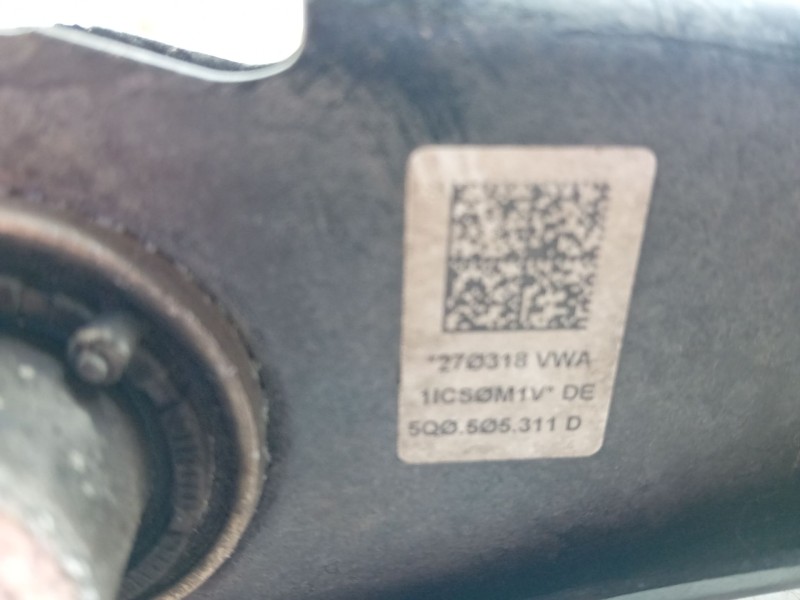 *27Ø318 VWA
1ICSØM1V* DE
5QØ.5Ø5.311 D